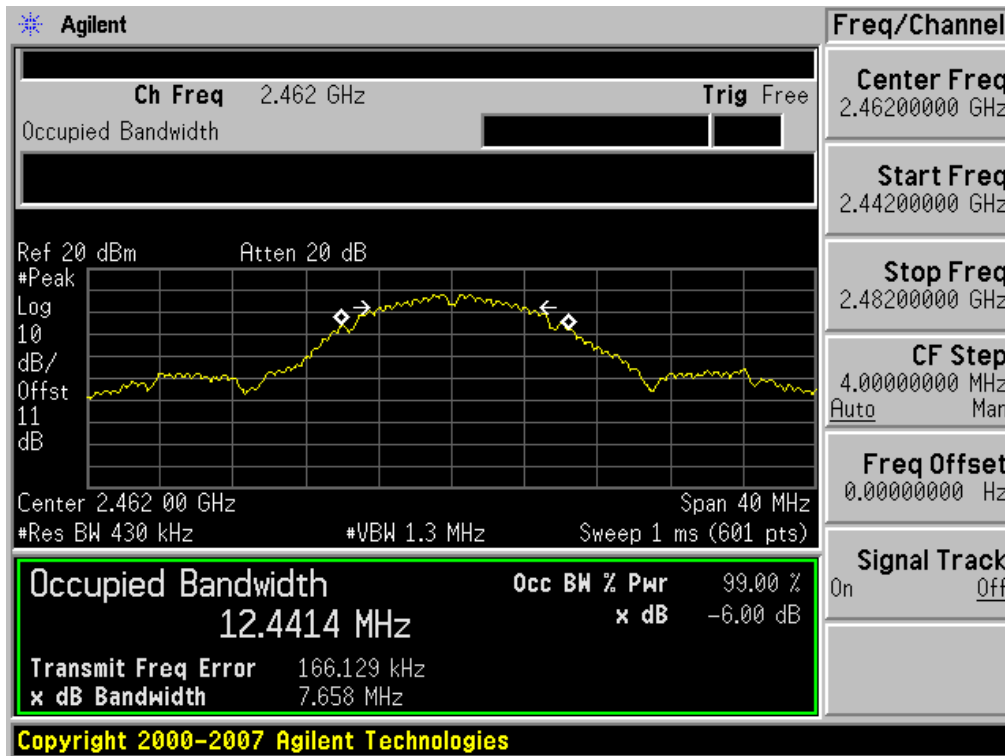 Agilent
Freq/Channel
Ch Freq 2.462 GHz Trig Free
Occupied Bandwidth
Center Freq
2.46200000 GHz
Start Freq
2.44200000 GHz
Stop Freq
2.48200000 GHz
CF Step
4.00000000 MHz
Auto Man
Freq Offset
0.00000000 Hz
Signal Track
On Off
Ref 20 dBm Atten 20 dB
#Peak
Log
10
dB/
Offst
11
dB
Center 2.462 00 GHz Span 40 MHz
#Res BW 430 kHz #VBW 1.3 MHz Sweep 1 ms (601 pts)
Occupied Bandwidth
12.4414 MHz
Occ BW % Pwr 99.00 %
x dB -6.00 dB
Transmit Freq Error 166.129 kHz
x dB Bandwidth 7.658 MHz
Copyright 2000-2007 Agilent Technologies